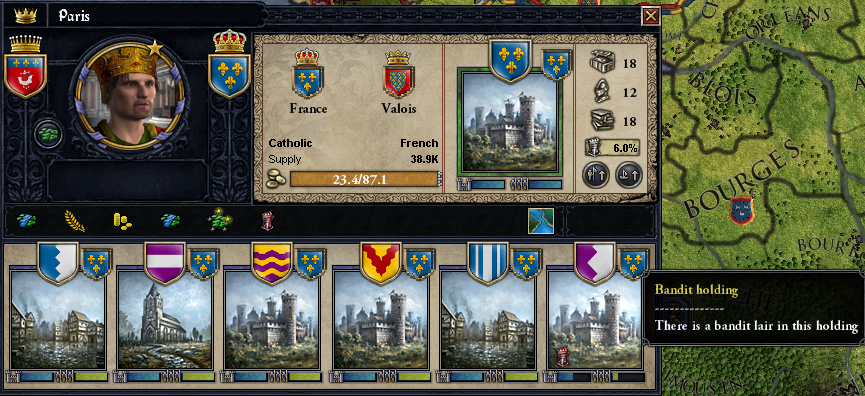 Paris
France
Valois
Catholic
French
Supply
38.9K
23.4/87.1
18
12
18
6.0%
ORLEANS
BLOIS
BOURGES
Bandit holding
--------------
There is a bandit lair in this holding